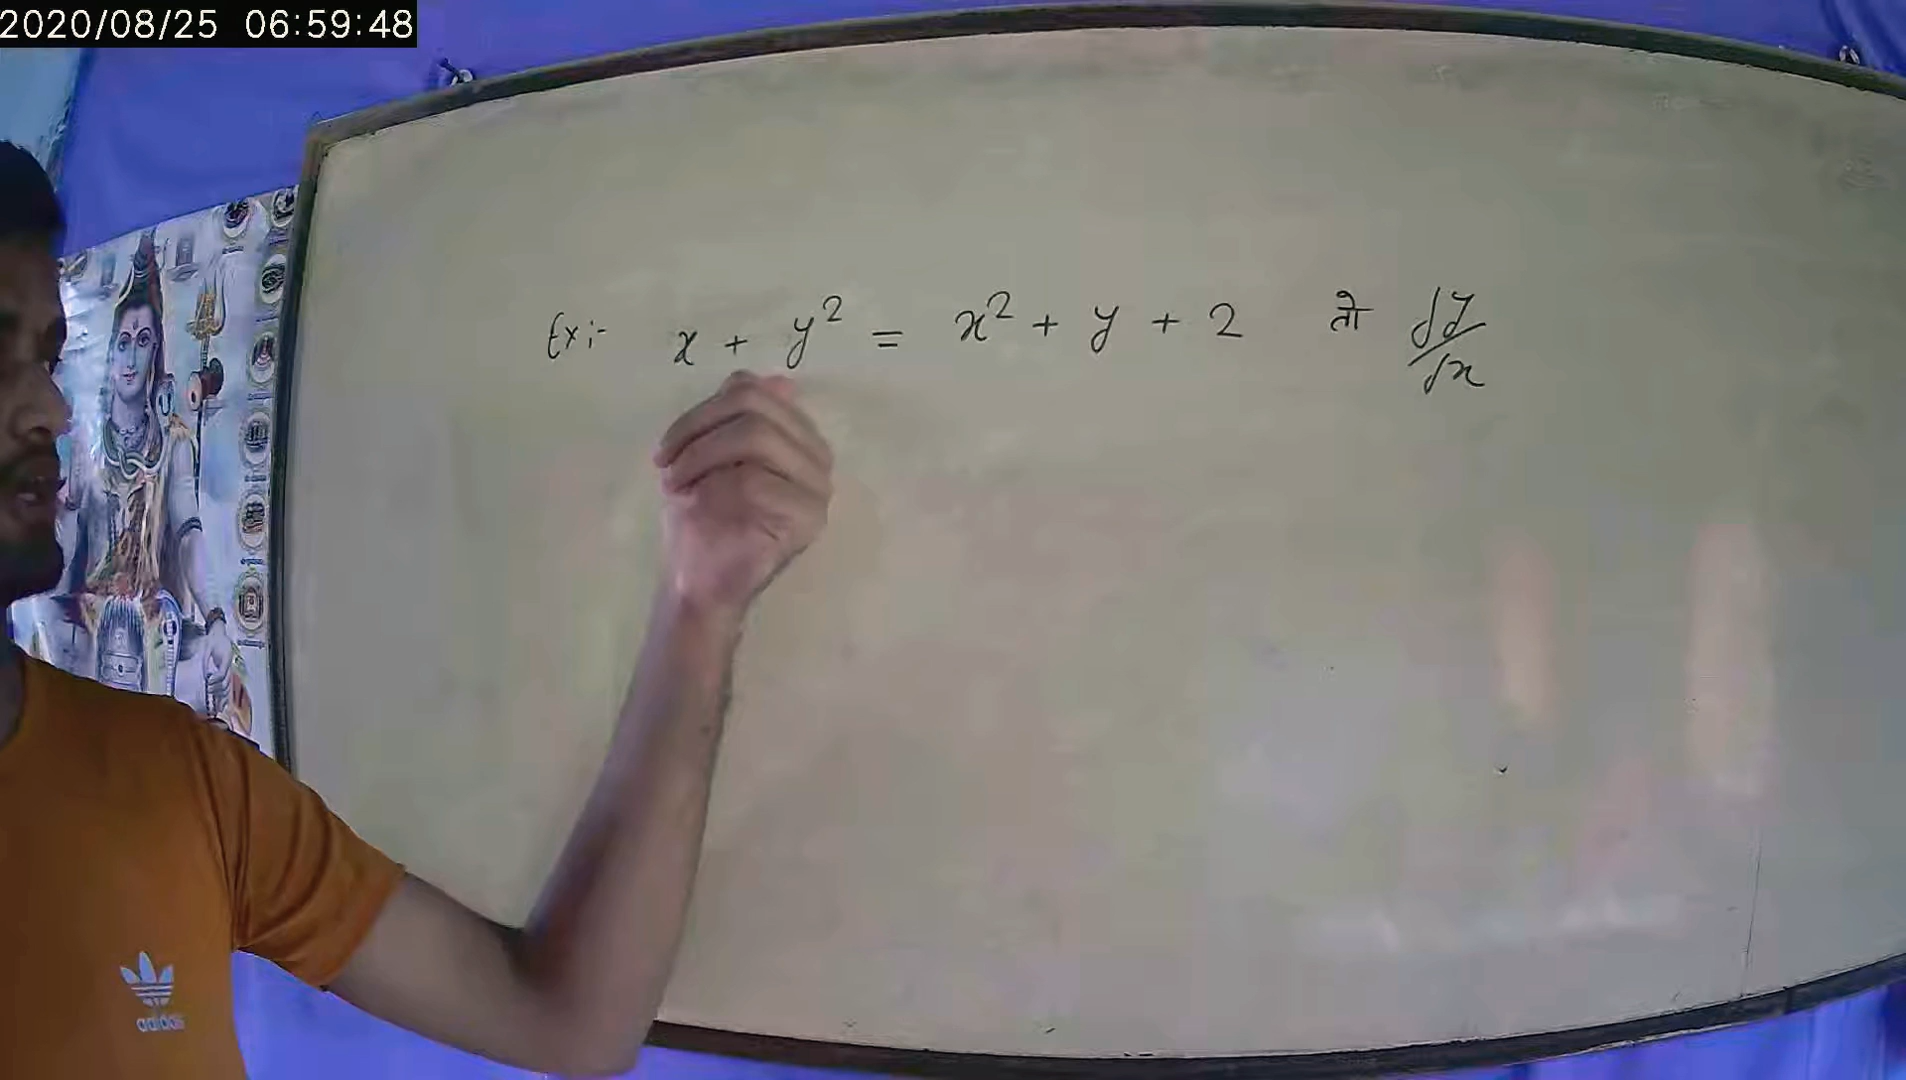 2020/08/25 06:59:48
Ex:- x + y² = x² + y + 2 तो dy/dx
adidas